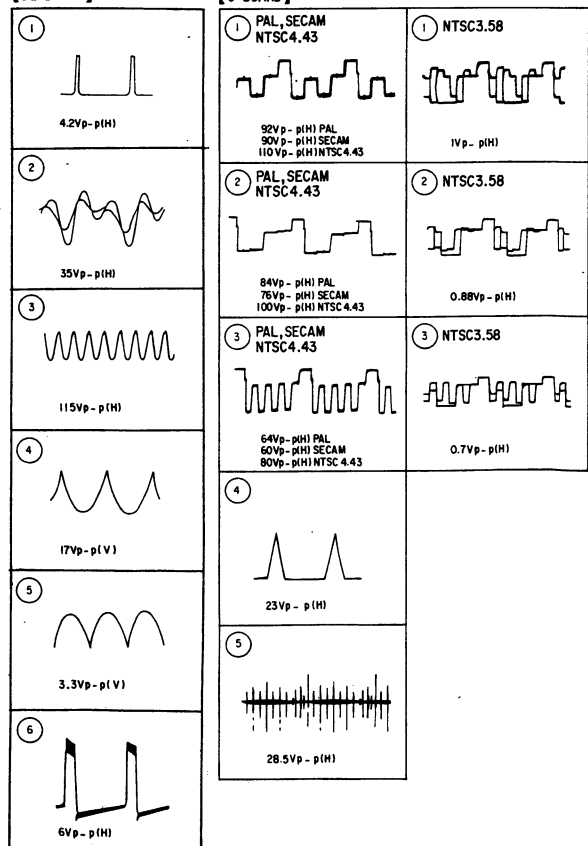 1
4.2Vp-p(H)
2
35Vp-p(H)
3
115Vp-p(H)
4
17Vp-p(V)
5
3.3Vp-p(V)
6
6Vp-p(H)
1 PAL,SECAM
NTSC4.43
92Vp-p(H) PAL
90Vp-p(H) SECAM
110Vp-p(H) NTSC4.43
1 NTSC3.58
1Vp-p(H)
2 PAL,SECAM
NTSC4.43
84Vp-p(H) PAL
76Vp-p(H) SECAM
100Vp-p(H) NTSC4.43
2 NTSC3.58
0.88Vp-p(H)
3 PAL,SECAM
NTSC4.43
64Vp-p(H) PAL
60Vp-p(H) SECAM
80Vp-p(H) NTSC4.43
3 NTSC3.58
0.7Vp-p(H)
4
23Vp-p(H)
5
28.5Vp-p(H)